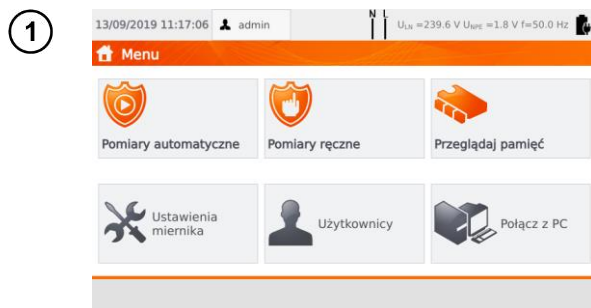 1
13/09/2019 11:17:06 admin N L U_LN =239.6 V U_NPE =1.8 V f=50.0 Hz
Menu
Pomiary automatyczne Pomiary ręczne Przeglądaj pamięć
Ustawienia
miernika
Użytkownicy
Połącz z PC